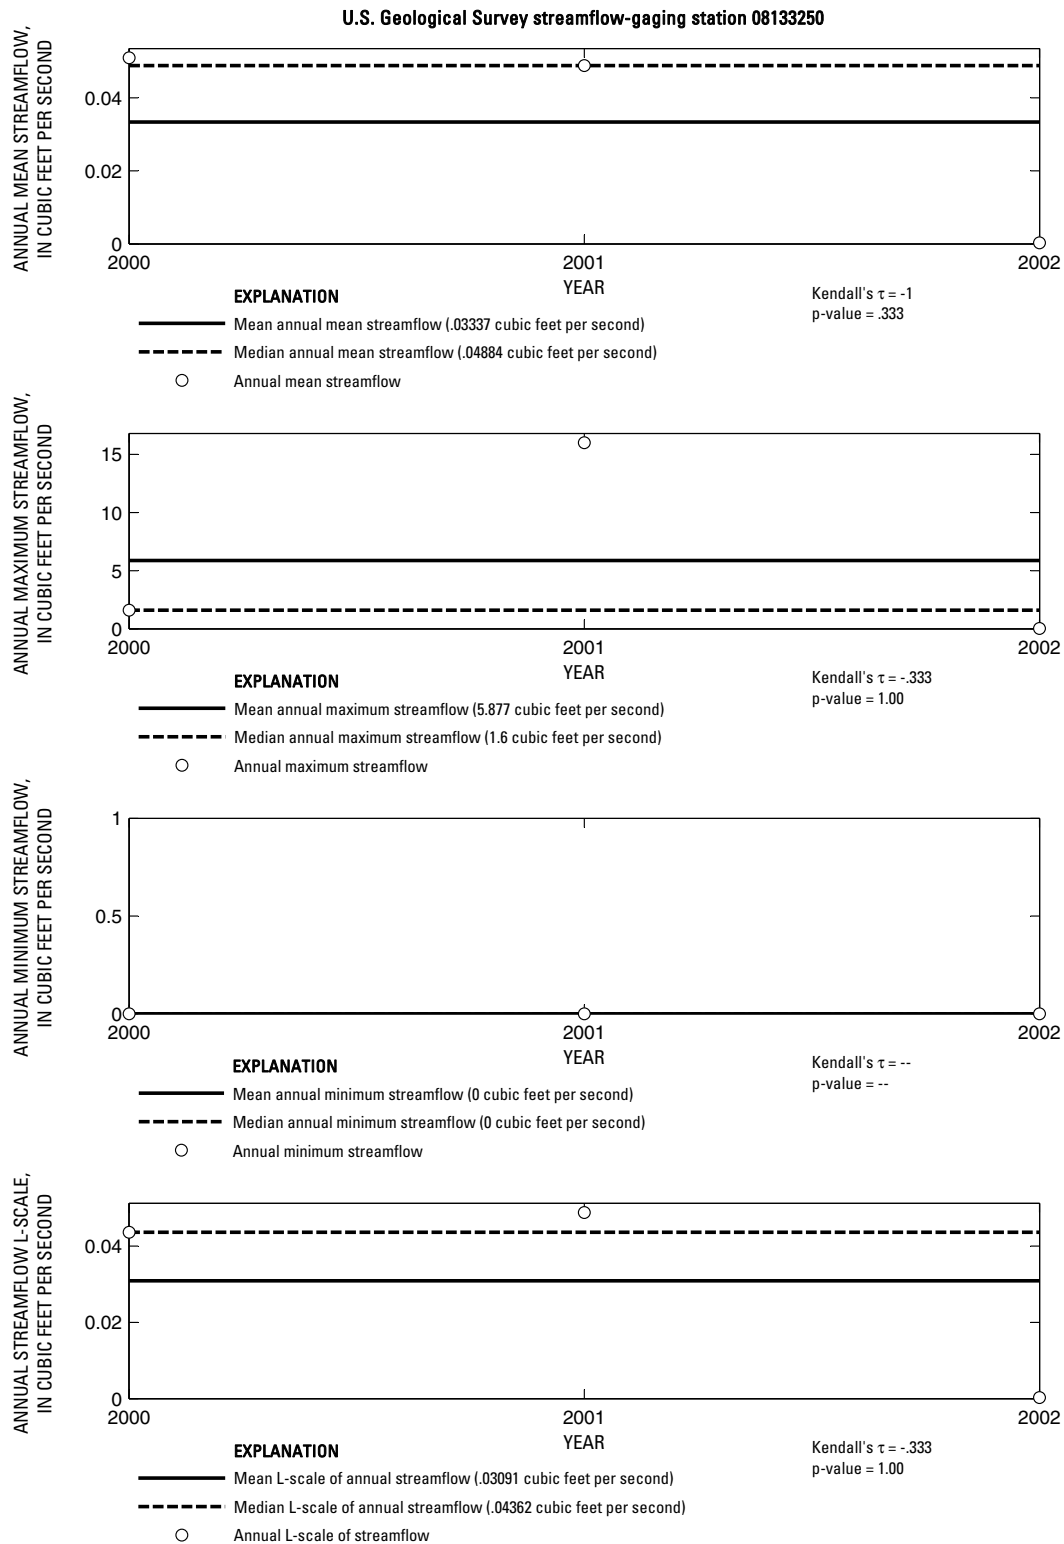 U.S. Geological Survey streamflow-gaging station 08133250
ANNUAL MEAN STREAMFLOW,
IN CUBIC FEET PER SECOND
0.04
0.02
0
2000
2001
2002
YEAR
EXPLANATION
Mean annual mean streamflow (.03337 cubic feet per second)
Median annual mean streamflow (.04884 cubic feet per second)
Annual mean streamflow
Kendall's τ = -1
p-value = .333
ANNUAL MAXIMUM STREAMFLOW,
IN CUBIC FEET PER SECOND
15
10
5
0
2000
2001
2002
YEAR
EXPLANATION
Mean annual maximum streamflow (5.877 cubic feet per second)
Median annual maximum streamflow (1.6 cubic feet per second)
Annual maximum streamflow
Kendall's τ = -.333
p-value = 1.00
ANNUAL MINIMUM STREAMFLOW,
IN CUBIC FEET PER SECOND
1
0.5
0
2000
2001
2002
YEAR
EXPLANATION
Mean annual minimum streamflow (0 cubic feet per second)
Median annual minimum streamflow (0 cubic feet per second)
Annual minimum streamflow
Kendall's τ = --
p-value = --
ANNUAL STREAMFLOW L-SCALE,
IN CUBIC FEET PER SECOND
0.04
0.02
0
2000
2001
2002
YEAR
EXPLANATION
Mean L-scale of annual streamflow (.03091 cubic feet per second)
Median L-scale of annual streamflow (.04362 cubic feet per second)
Annual L-scale of streamflow
Kendall's τ = -.333
p-value = 1.00